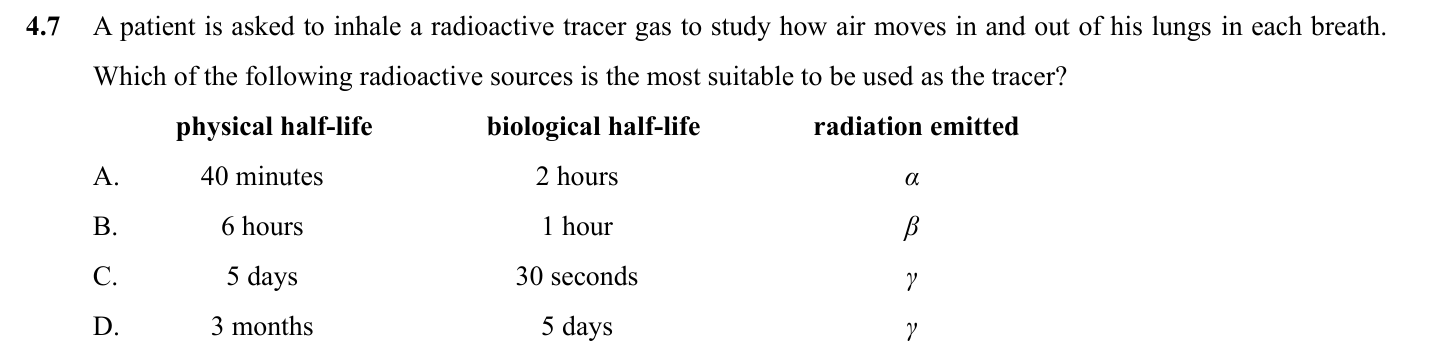 4.7 A patient is asked to inhale a radioactive tracer gas to study how air moves in and out of his lungs in each breath.
Which of the following radioactive sources is the most suitable to be used as the tracer?
physical half-life biological half-life radiation emitted
A. 40 minutes 2 hours α
B. 6 hours 1 hour β
C. 5 days 30 seconds γ
D. 3 months 5 days γ